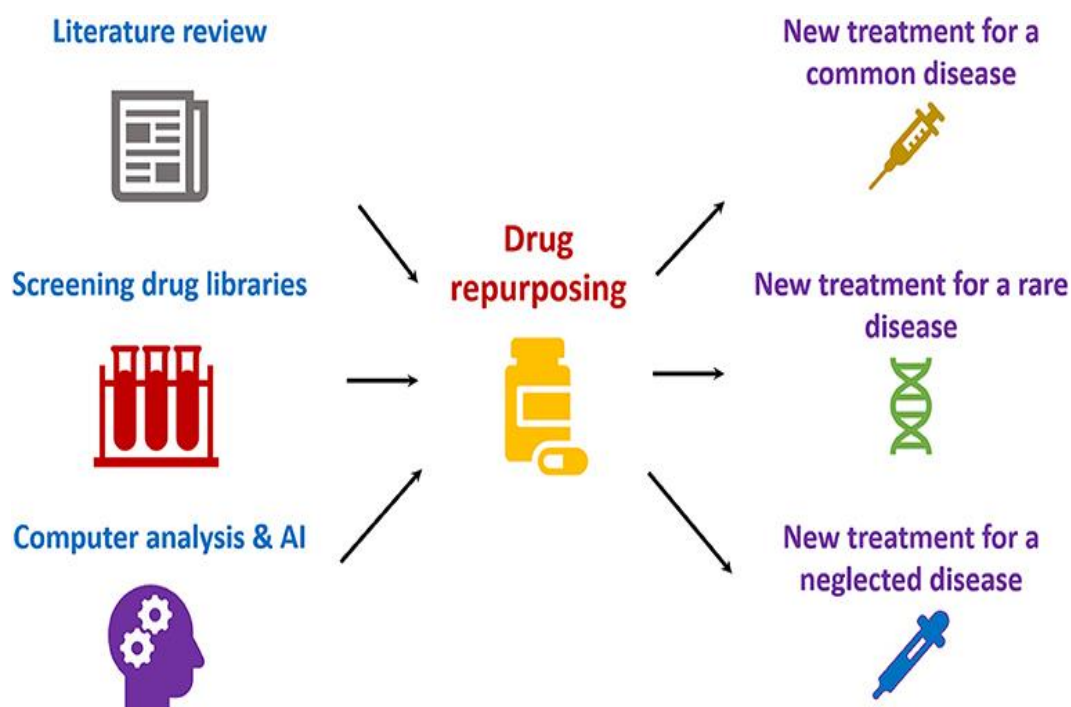 Literature review
Screening drug libraries
Computer analysis & AI
Drug
repurposing
New treatment for a
common disease
New treatment for a rare
disease
New treatment for a
neglected disease